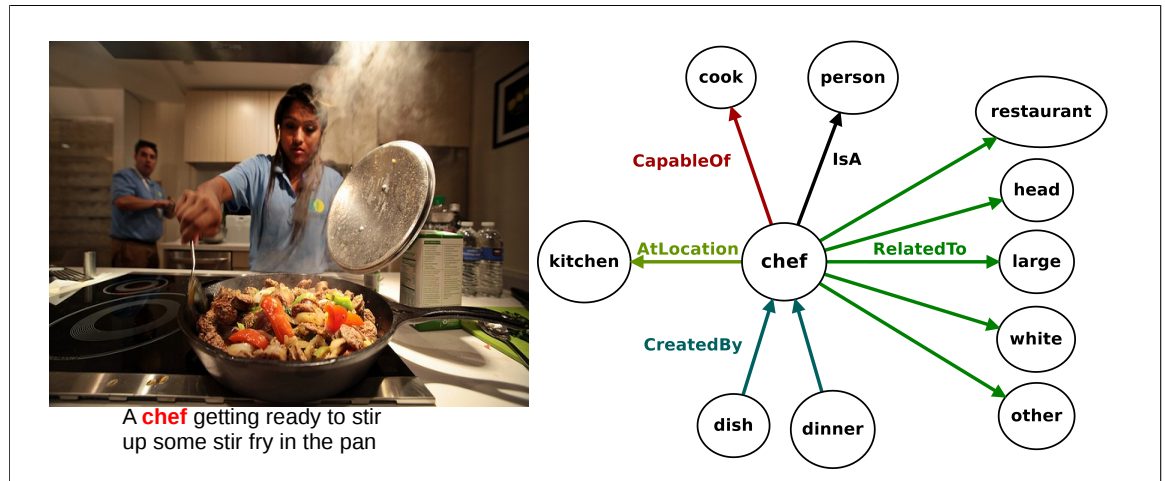 A chef getting ready to stir
up some stir fry in the pan
cook
person
restaurant
CapableOf
IsA
head
kitchen
AtLocation
chef
RelatedTo
large
CreatedBy
white
dish
dinner
other